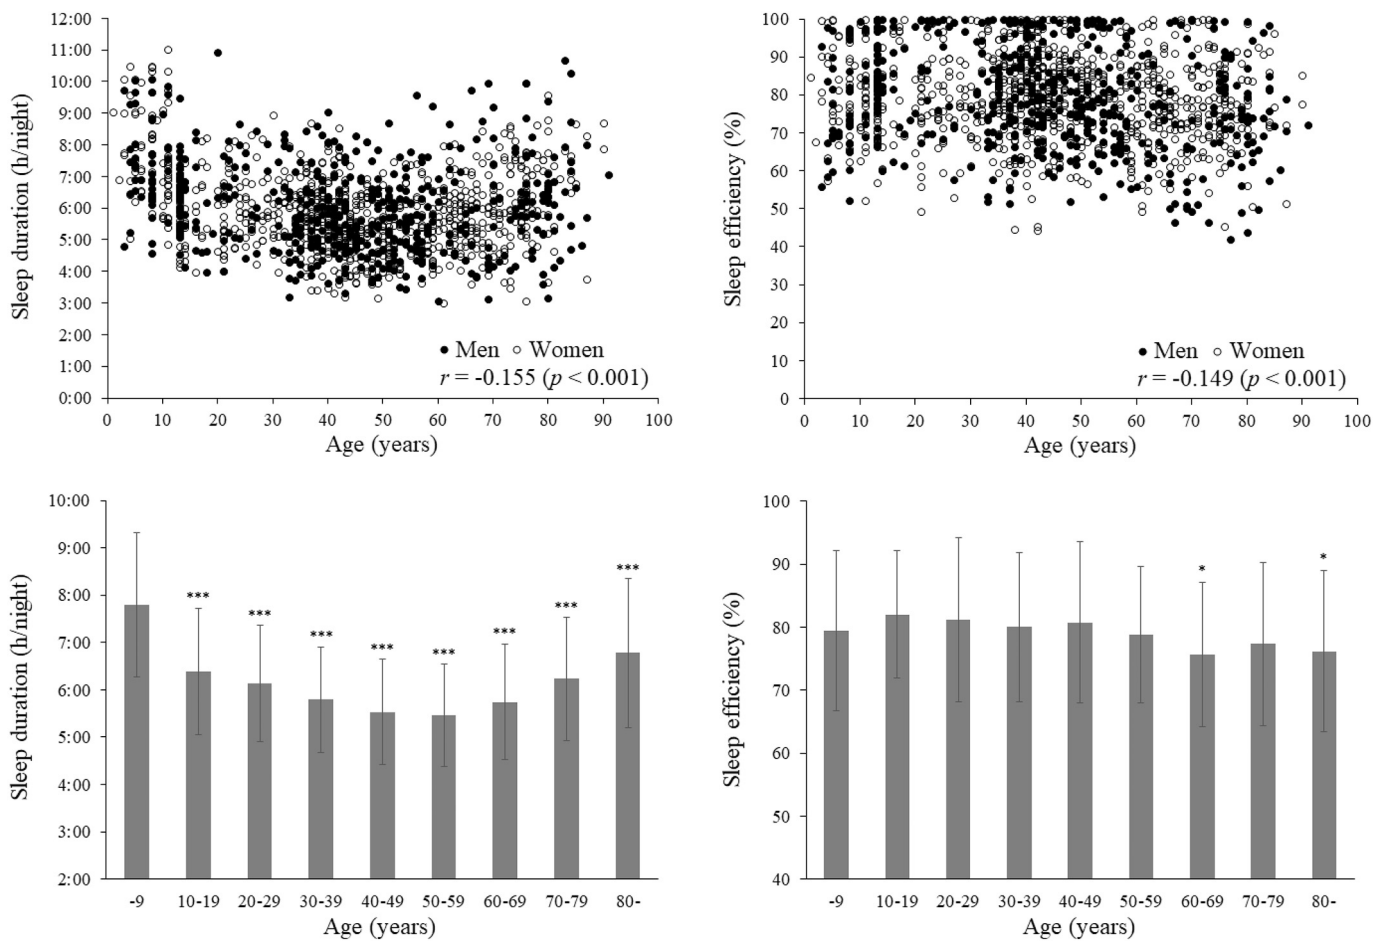 12:00
11:00
10:00
9:00
8:00
7:00
6:00
5:00
4:00
3:00
2:00
1:00
0:00
Sleep duration (h/night)
● Men ○ Women
r = -0.155 (p < 0.001)
0 10 20 30 40 50 60 70 80 90 100
Age (years)
100
90
80
70
60
50
40
30
20
10
0
Sleep efficiency (%)
● Men ○ Women
r = -0.149 (p < 0.001)
0 10 20 30 40 50 60 70 80 90 100
Age (years)
10:00
9:00
8:00
7:00
6:00
5:00
4:00
3:00
2:00
Sleep duration (h/night)
*** *** *** *** *** *** *** ***
-9 10-19 20-29 30-39 40-49 50-59 60-69 70-79 80-
Age (years)
100
90
80
70
60
50
40
Sleep efficiency (%)
* *
-9 10-19 20-29 30-39 40-49 50-59 60-69 70-79 80-
Age (years)